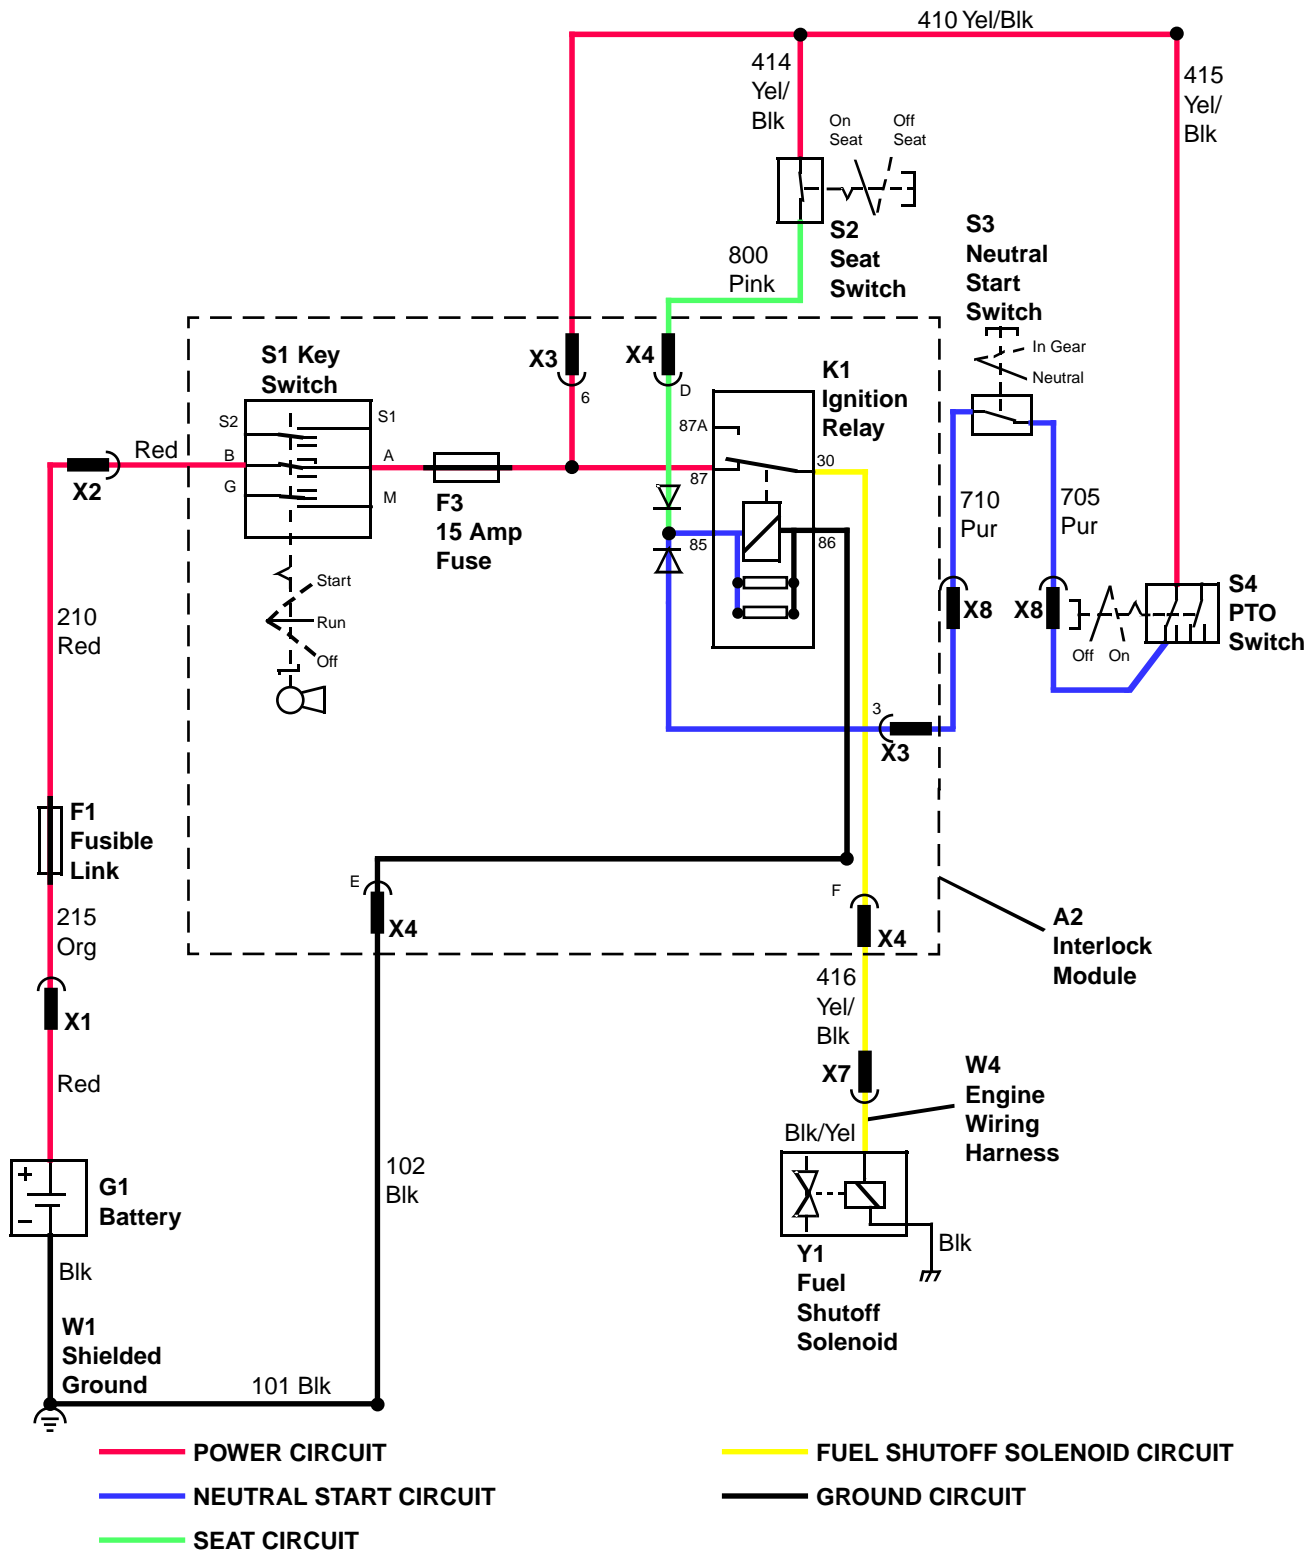 410 Yel/Blk
414
Yel/
Blk
415
Yel/
Blk
On
Seat
Off
Seat
S2
Seat
Switch
800
Pink
S3
Neutral
Start
Switch
In Gear
Neutral
S1 Key
Switch
X3
6
X4
D
K1
Ignition
Relay
S2
S1
B
A
G
M
Red
X2
F3
15 Amp
Fuse
87A
87
30
85
86
710
Pur
705
Pur
Start
Run
Off
210
Red
X8
X8
S4
PTO
Switch
Off
On
3
X3
F1
Fusible
Link
E
X4
F
X4
A2
Interlock
Module
215
Org
X1
416
Yel/
Blk
X7
W4
Engine
Wiring
Harness
Red
Blk/Yel
+
−
G1
Battery
102
Blk
Blk
Y1
Fuel
Shutoff
Solenoid
Blk
W1
Shielded
Ground
101 Blk
POWER CIRCUIT
FUEL SHUTOFF SOLENOID CIRCUIT
NEUTRAL START CIRCUIT
GROUND CIRCUIT
SEAT CIRCUIT